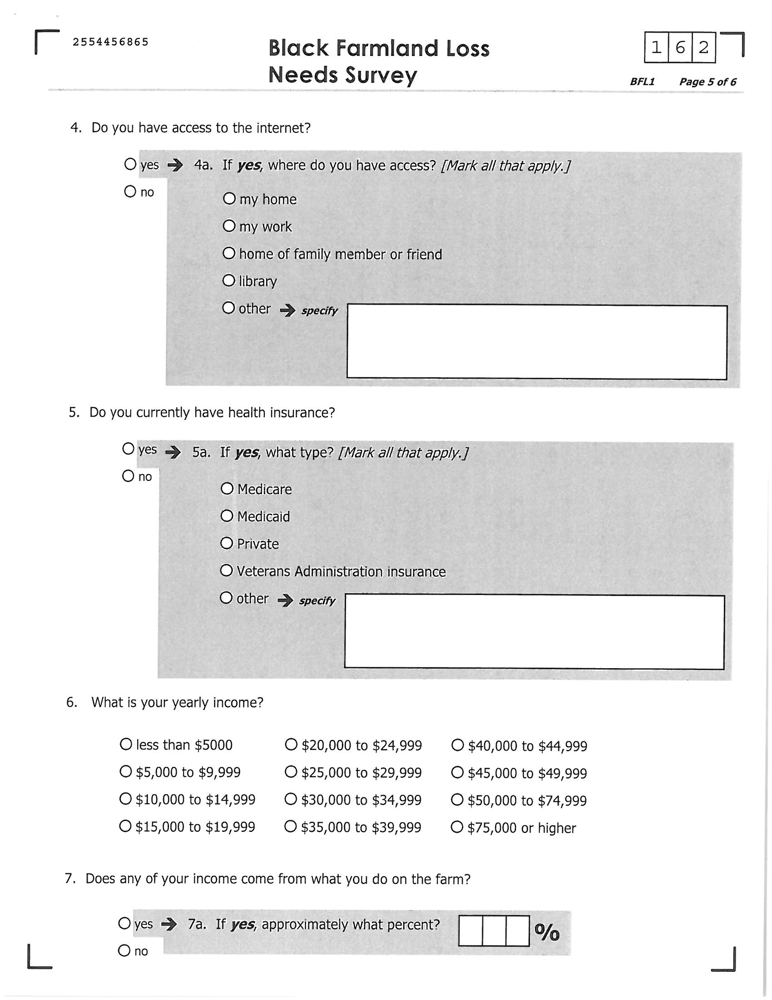 2554456865
Black Farmland Loss
Needs Survey
162
BFL1 Page 5 of 6
4. Do you have access to the internet?
yes ➔ 4a. If yes, where do you have access? [Mark all that apply.]
no
my home
my work
home of family member or friend
library
other ➔ specify
5. Do you currently have health insurance?
yes ➔ 5a. If yes, what type? [Mark all that apply.]
no
Medicare
Medicaid
Private
Veterans Administration insurance
other ➔ specify
6. What is your yearly income?
less than $5000 $20,000 to $24,999 $40,000 to $44,999
$5,000 to $9,999 $25,000 to $29,999 $45,000 to $49,999
$10,000 to $14,999 $30,000 to $34,999 $50,000 to $74,999
$15,000 to $19,999 $35,000 to $39,999 $75,000 or higher
7. Does any of your income come from what you do on the farm?
yes ➔ 7a. If yes, approximately what percent? %
no